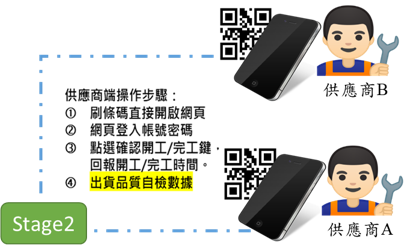 供應商B
供應商端操作步驟：
① 刷條碼直接開啟網頁
② 網頁登入帳號密碼
③ 點選確認開工/完工鍵，
回報開工/完工時間。
④ 出貨品質自檢數據
Stage2
供應商A